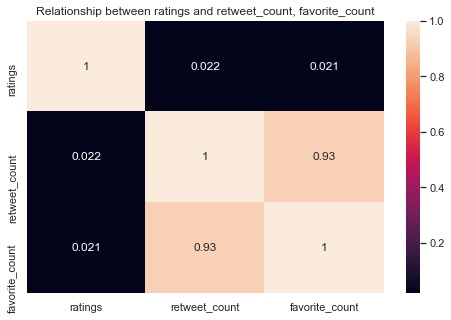 Relationship between ratings and retweet_count, favorite_count
ratings
1
0.022
0.021
retweet_count
0.022
1
0.93
favorite_count
0.021
0.93
1
ratings
retweet_count
favorite_count
1.0
0.8
0.6
0.4
0.2